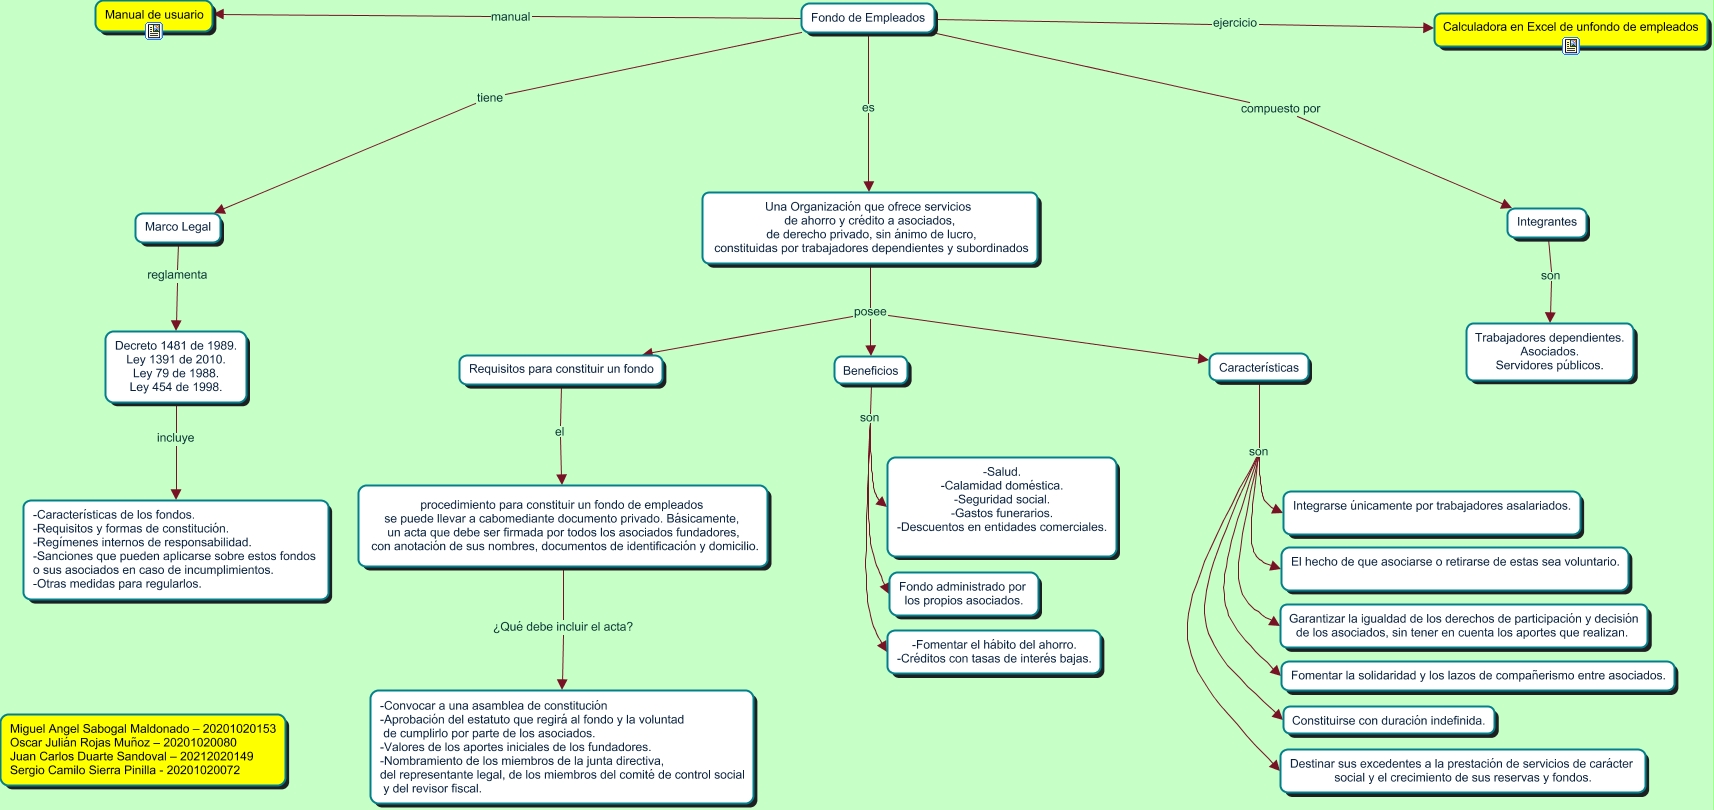 Manual de usuario
manual
Fondo de Empleados
ejercicio
Calculadora en Excel de unfondo de empleados
tiene
es
compuesto por
Marco Legal
Una Organización que ofrece servicios
de ahorro y crédito a asociados,
de derecho privado, sin ánimo de lucro,
constituidas por trabajadores dependientes y subordinados
Integrantes
reglamenta
son
posee
Decreto 1481 de 1989.
Ley 1391 de 2010.
Ley 79 de 1988.
Ley 454 de 1998.
Requisitos para constituir un fondo
Beneficios
Características
Trabajadores dependientes.
Asociados.
Servidores públicos.
incluye
el
son
son
-Características de los fondos.
-Requisitos y formas de constitución.
-Regímenes internos de responsabilidad.
-Sanciones que pueden aplicarse sobre estos fondos
o sus asociados en caso de incumplimientos.
-Otras medidas para regularlos.
procedimiento para constituir un fondo de empleados
se puede llevar a cabomediante documento privado. Básicamente,
un acta que debe ser firmada por todos los asociados fundadores,
con anotación de sus nombres, documentos de identificación y domicilio.
-Salud.
-Calamidad doméstica.
-Seguridad social.
-Gastos funerarios.
-Descuentos en entidades comerciales.
Fondo administrado por
los propios asociados.
-Fomentar el hábito del ahorro.
-Créditos con tasas de interés bajas.
Integrarse únicamente por trabajadores asalariados.
El hecho de que asociarse o retirarse de estas sea voluntario.
Garantizar la igualdad de los derechos de participación y decisión
de los asociados, sin tener en cuenta los aportes que realizan.
Fomentar la solidaridad y los lazos de compañerismo entre asociados.
Constituirse con duración indefinida.
Destinar sus excedentes a la prestación de servicios de carácter
social y el crecimiento de sus reservas y fondos.
¿Qué debe incluir el acta?
-Convocar a una asamblea de constitución
-Aprobación del estatuto que regirá al fondo y la voluntad
de cumplirlo por parte de los asociados.
-Valores de los aportes iniciales de los fundadores.
-Nombramiento de los miembros de la junta directiva,
del representante legal, de los miembros del comité de control social
y del revisor fiscal.
Miguel Angel Sabogal Maldonado – 20201020153
Oscar Julián Rojas Muñoz – 20201020080
Juan Carlos Duarte Sandoval – 20212020149
Sergio Camilo Sierra Pinilla - 20201020072